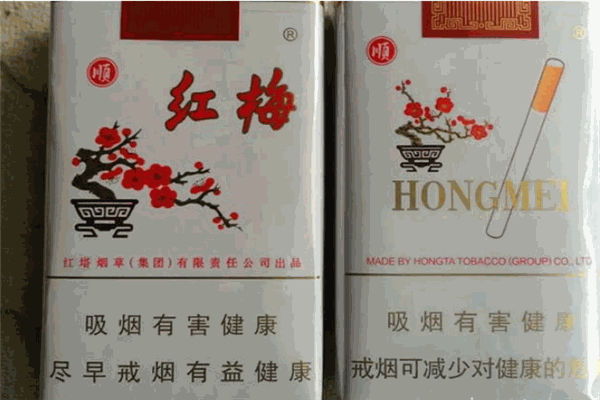 ®
順
红梅
红塔烟草(集团)有限责任公司出品
吸烟有害健康
尽早戒烟有益健康
®
順
HONGMEI
MADE BY HONGTA TOBACCO (GROUP) CO., LTD
吸烟有害健康
戒烟可减少对健康的